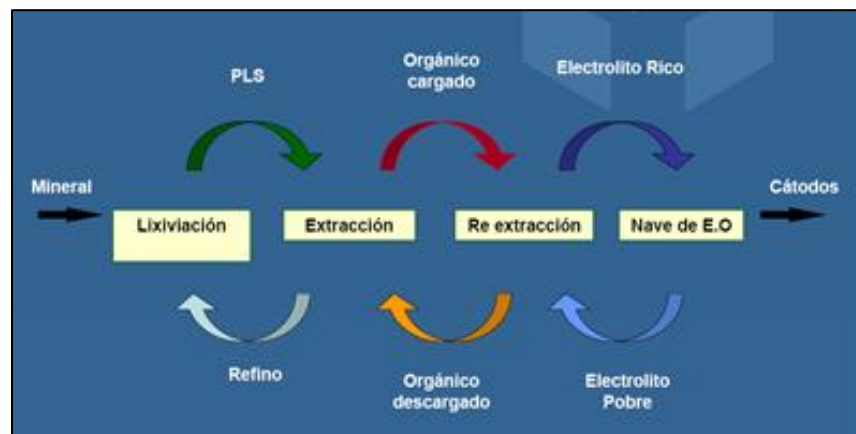 PLS
Orgánico
cargado
Electrolito Rico
Mineral
Cátodos
Lixiviación
Extracción
Re extracción
Nave de E.O
Refino
Orgánico
descargado
Electrolito
Pobre